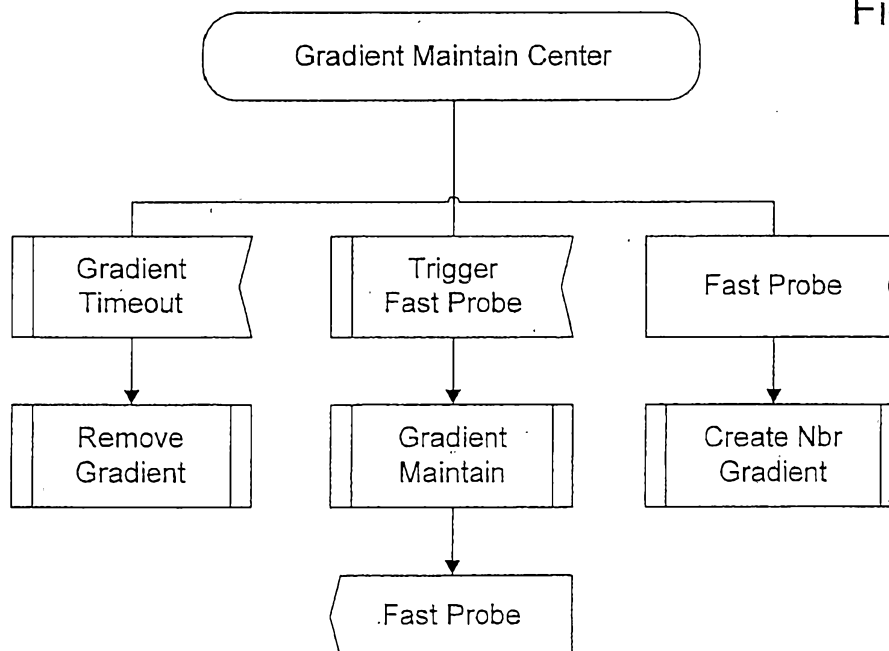 Gradient Maintain Center
Gradient
Timeout
Trigger
Fast Probe
Fast Probe
Remove
Gradient
Gradient
Maintain
Create Nbr
Gradient
Fast Probe